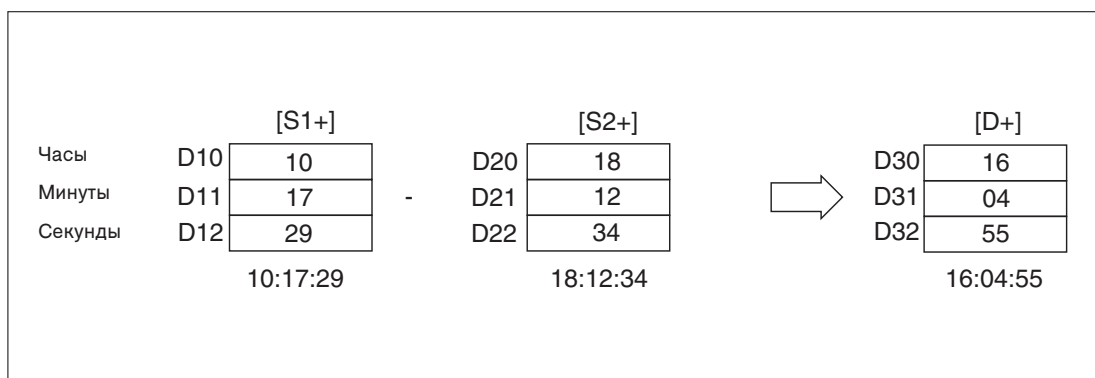 [S1+] [S2+] [D+]
Часы D10 10 D20 18 D30 16
Минуты D11 17 - D21 12 D31 04
Секунды D12 29 D22 34 D32 55
10:17:29 18:12:34 16:04:55